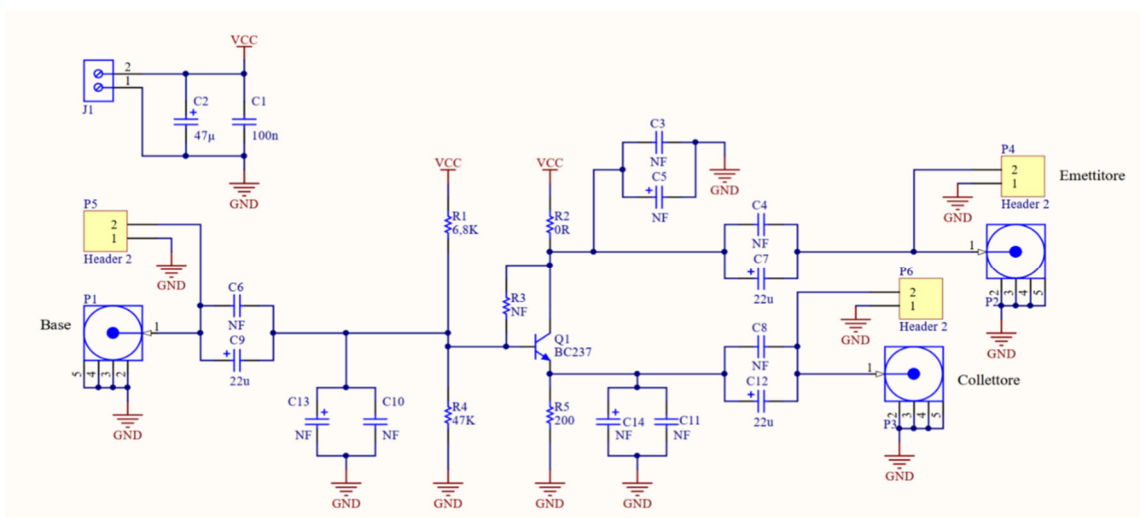 VCC
2
1
J1
C2
+
47µ
C1
100n
GND
P5
2
1
Header 2
GND
P1
Base
1
5
4
3
2
GND
C6
NF
C9
+
22u
C13
+
NF
C10
NF
GND
VCC
R1
6,8K
R4
47K
GND
VCC
R2
0R
R3
NF
Q1
BC237
R5
200
GND
C3
NF
C5
+
NF
GND
C4
NF
C7
+
22u
C8
NF
C12
+
22u
+
C14
NF
C11
NF
GND
P4
2
1
Header 2
Emettitore
GND
1
P2
2
3
4
5
GND
P6
2
1
Header 2
GND
1
Collettore
P3
2
3
4
5
GND